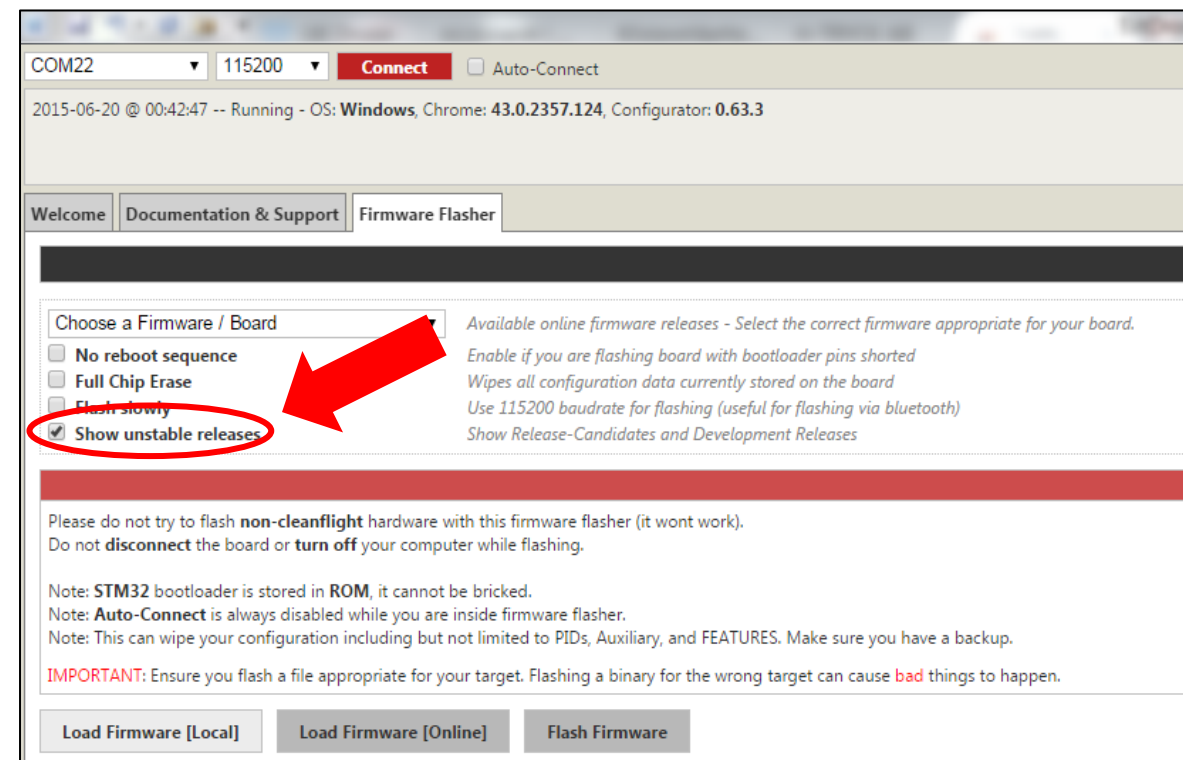 COM22 115200 Connect Auto-Connect
2015-06-20 @ 00:42:47 -- Running - OS: Windows, Chrome: 43.0.2357.124, Configurator: 0.63.3
Welcome Documentation & Support Firmware Flasher
Choose a Firmware / Board Available online firmware releases - Select the correct firmware appropriate for your board.
No reboot sequence Enable if you are flashing board with bootloader pins shorted
Full Chip Erase Wipes all configuration data currently stored on the board
Flash slowly Use 115200 baudrate for flashing (useful for flashing via bluetooth)
Show unstable releases Show Release-Candidates and Development Releases
Please do not try to flash non-cleanflight hardware with this firmware flasher (it wont work).
Do not disconnect the board or turn off your computer while flashing.
Note: STM32 bootloader is stored in ROM, it cannot be bricked.
Note: Auto-Connect is always disabled while you are inside firmware flasher.
Note: This can wipe your configuration including but not limited to PIDs, Auxiliary, and FEATURES. Make sure you have a backup.
IMPORTANT: Ensure you flash a file appropriate for your target. Flashing a binary for the wrong target can cause bad things to happen.
Load Firmware [Local] Load Firmware [Online] Flash Firmware